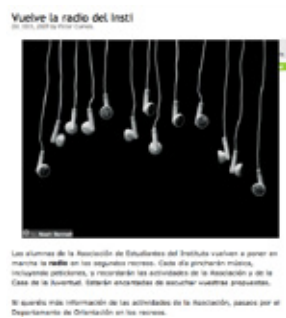 Vuelve la radio del Insti
Los alumnos de la Asociación de Estudiantes del Instituto vuelven a poner en
marcha la radio en los segundos recreos. Cada día pincharán música,
incluyendo peticiones, y recordarán las actividades de la Asociación y de la
Casa de la Juventud. Estarán encantadas de escuchar vuestras propuestas.
Si queréis más información de las actividades de la Asociación, pasaos por el
Departamento de Orientación en los recreos.